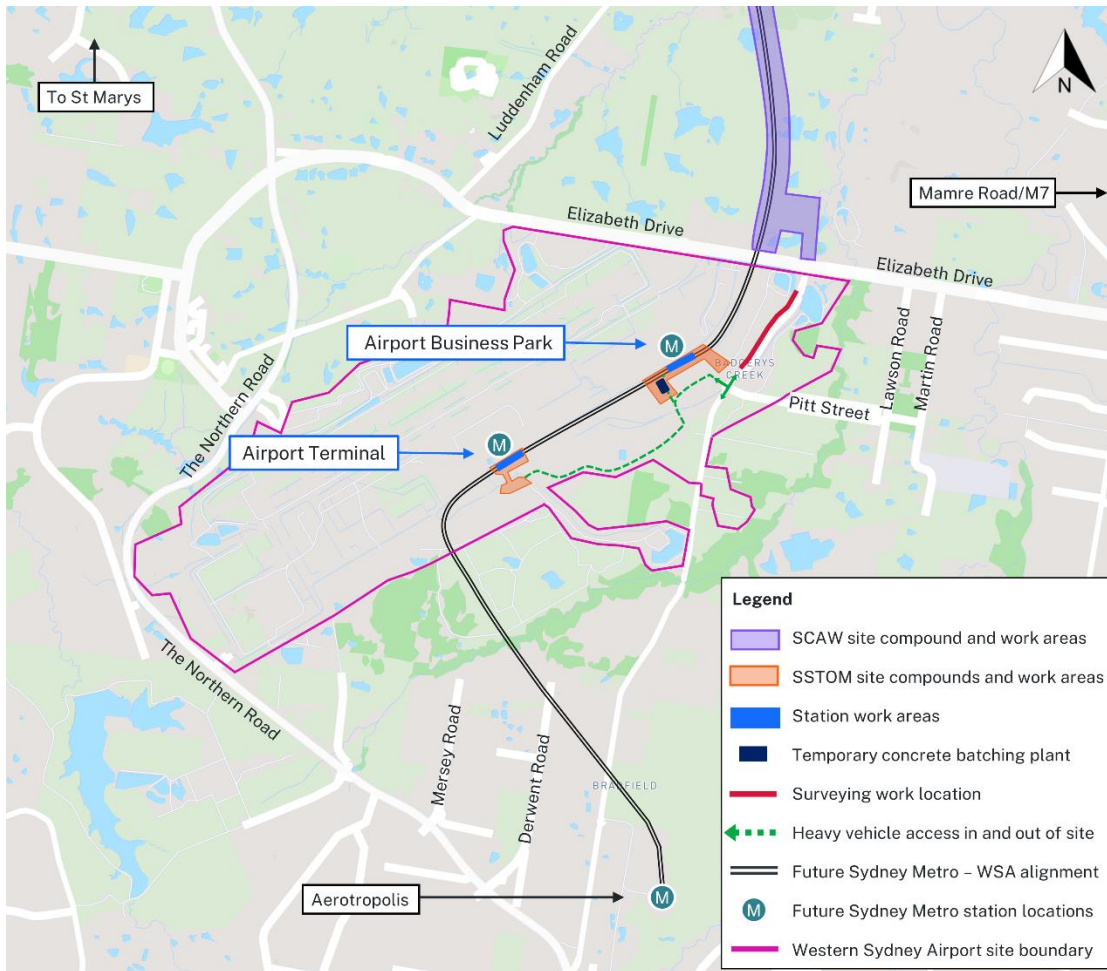 To St Marys
Luddenham Road
N
Mamre Road/M7
Elizabeth Drive
Elizabeth Drive
Airport Business Park
M
BADGERYS
CREEK
Lawson Road
Martin Road
Pitt Street
The Northern Road
Airport Terminal
M
The Northern Road
Mersey Road
Derwent Road
BRADFIELD
Aerotropolis
M
Legend
SCAW site compound and work areas
SSTOM site compounds and work areas
Station work areas
Temporary concrete batching plant
Surveying work location
Heavy vehicle access in and out of site
Future Sydney Metro – WSA alignment
M
Future Sydney Metro station locations
Western Sydney Airport site boundary